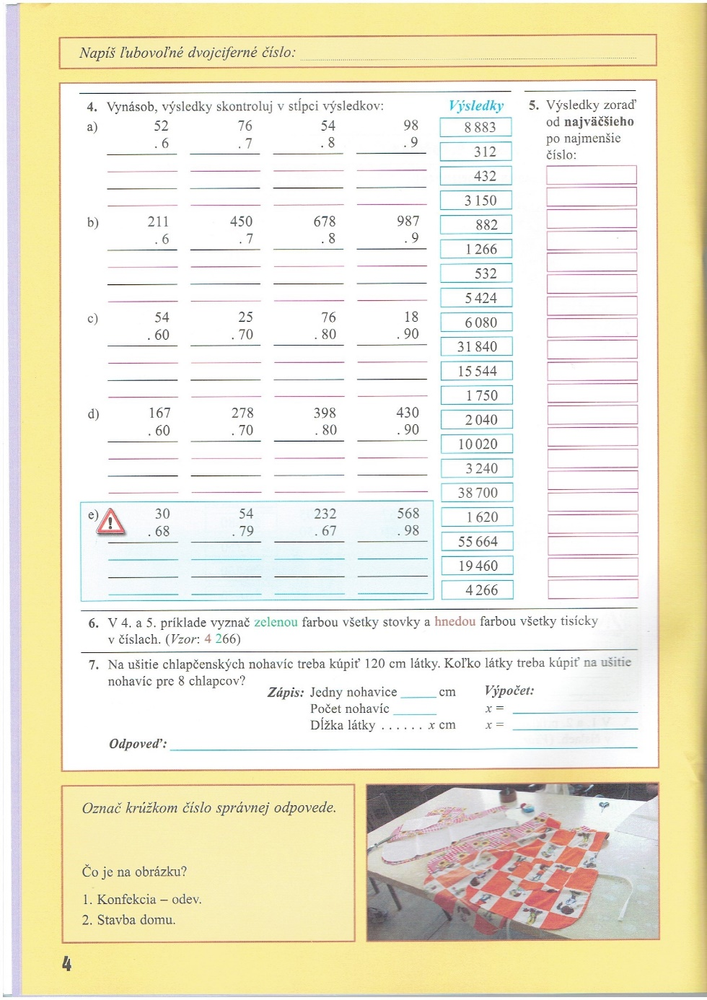 Napíš ľubovoľné dvojciferné číslo:
4. Vynásob, výsledky skontroluj v stĺpci výsledkov:
a) 52 76 54 98
. 6 . 7 . 8 . 9
b) 211 450 678 987
. 6 . 7 . 8 . 9
c) 54 25 76 18
. 60 . 70 . 80 . 90
d) 167 278 398 430
. 60 . 70 . 80 . 90
e) 30 54 232 568
. 68 . 79 . 67 . 98
Výsledky
8 883
312
432
3 150
882
1 266
532
5 424
6 080
31 840
15 544
1 750
2 040
10 020
3 240
38 700
1 620
55 664
19 460
4 266
5. Výsledky zoraď
od najväčšieho
po najmenšie
číslo:
6. V 4. a 5. príklade vyznač zelenou farbou všetky stovky a hnedou farbou všetky tisícky
v číslach. (Vzor: 4 266)
7. Na ušitie chlapčenských nohavíc treba kúpiť 120 cm látky. Koľko látky treba kúpiť na ušitie
nohavíc pre 8 chlapcov?
Zápis: Jedny nohavice ______ cm Výpočet:
Počet nohavíc ______ x =
Dĺžka látky . . . . . . x cm x =
Odpoveď:
Označ krúžkom číslo správnej odpovede.
Čo je na obrázku?
1. Konfekcia – odev.
2. Stavba domu.
4